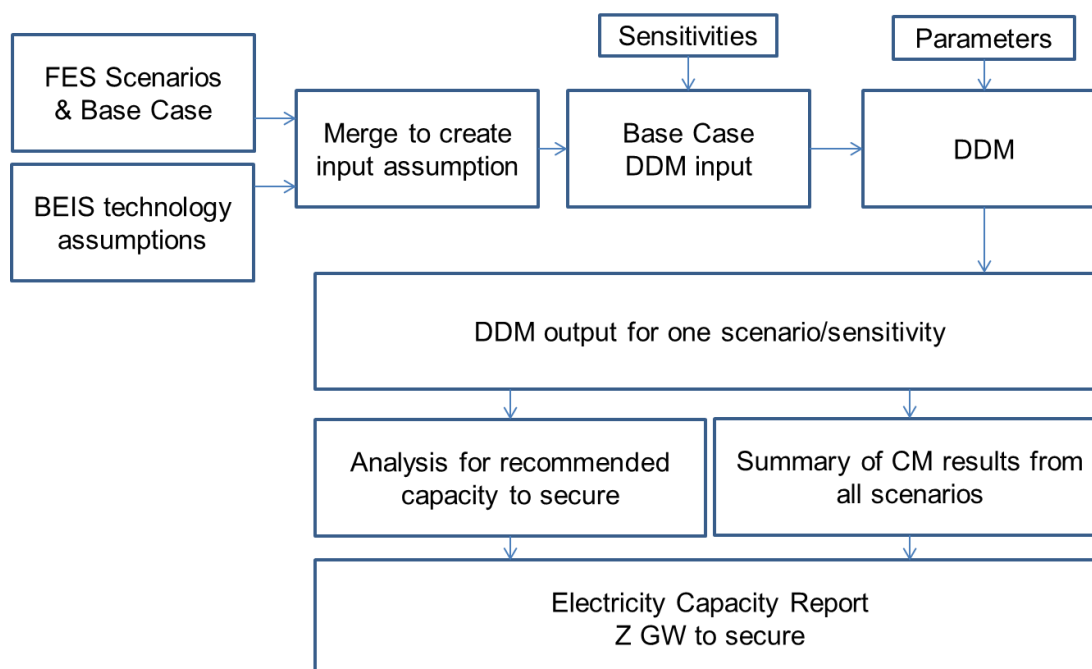 Sensitivities
Parameters
FES Scenarios
& Base Case
BEIS technology
assumptions
Merge to create
input assumption
Base Case
DDM input
DDM
DDM output for one scenario/sensitivity
Analysis for recommended
capacity to secure
Summary of CM results from
all scenarios
Electricity Capacity Report
Z GW to secure